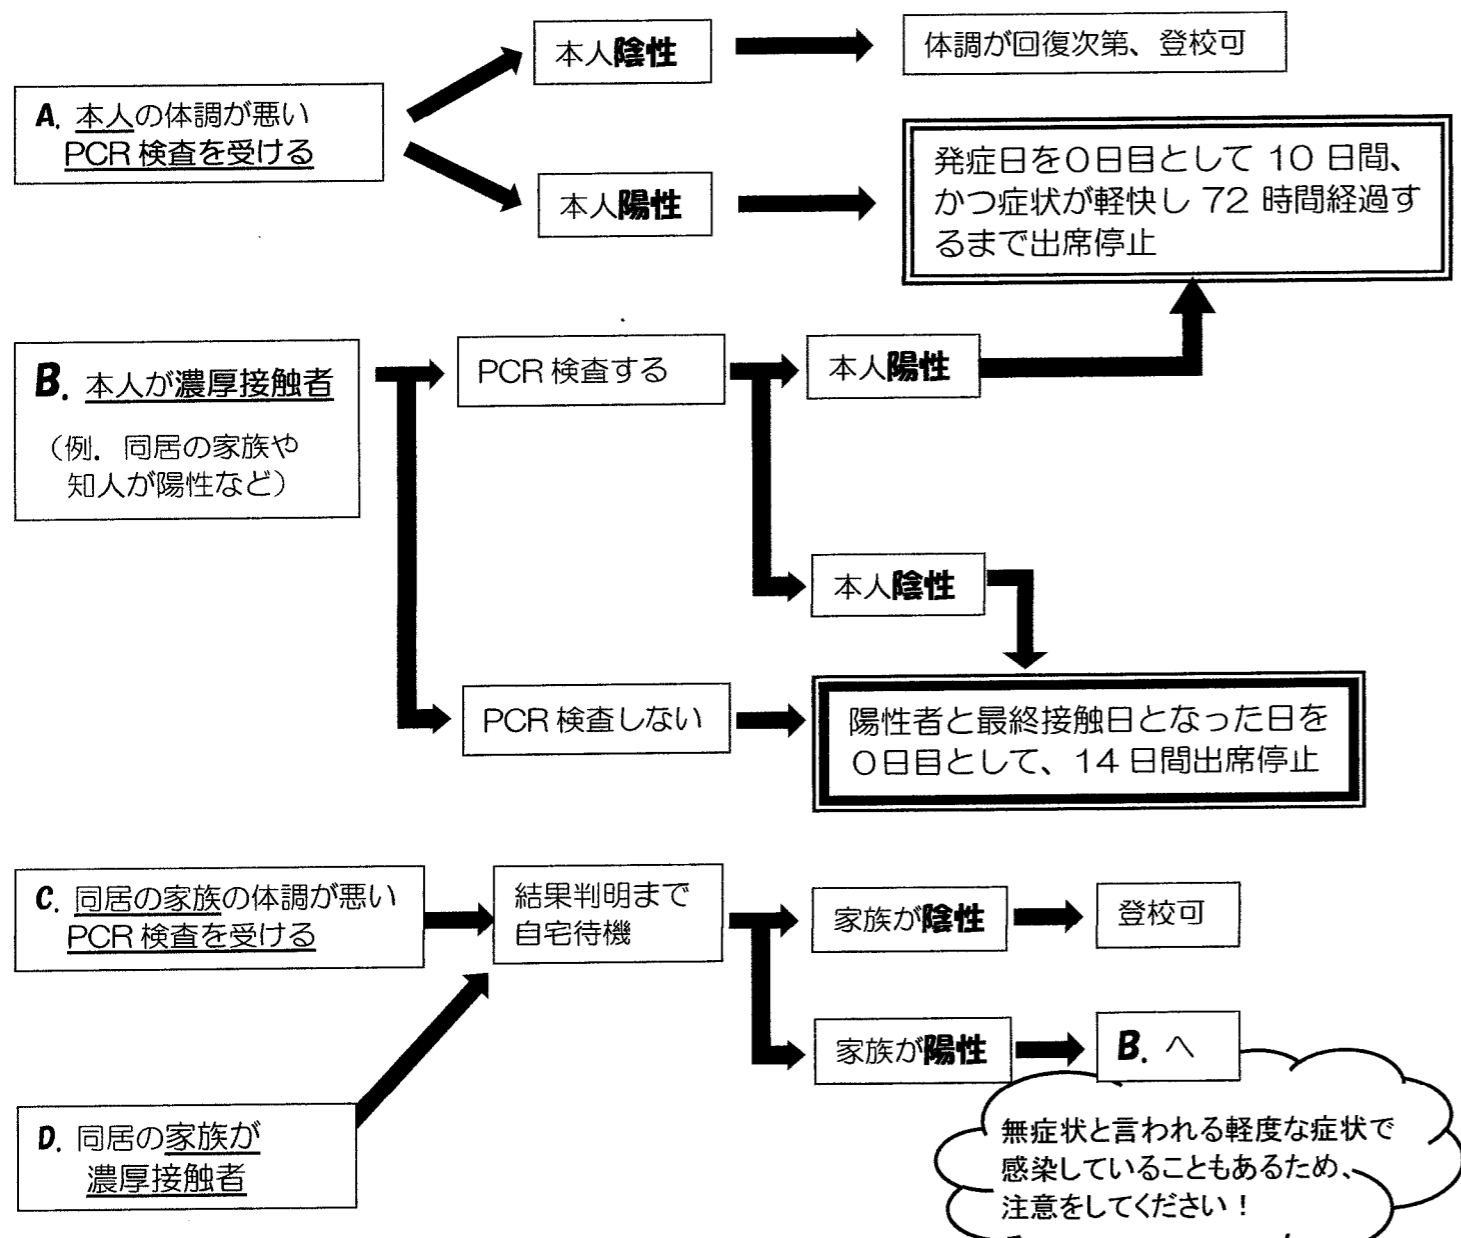 本人陰性
体調が回復次第、登校可
A. 本人の体調が悪い
PCR 検査を受ける
本人陽性
発症日を0日目として 10 日間、
かつ症状が軽快し 72 時間経過す
るまで出席停止
B. 本人が濃厚接触者
（例．同居の家族や
知人が陽性など）
PCR 検査する
本人陽性
本人陰性
PCR 検査しない
陽性者と最終接触日となった日を
0日目として、14 日間出席停止
C. 同居の家族の体調が悪い
PCR 検査を受ける
結果判明まで
自宅待機
家族が陰性
登校可
家族が陽性
B. へ
D. 同居の家族が
濃厚接触者
無症状と言われる軽度な症状で
感染していることもあるため、
注意をしてください！